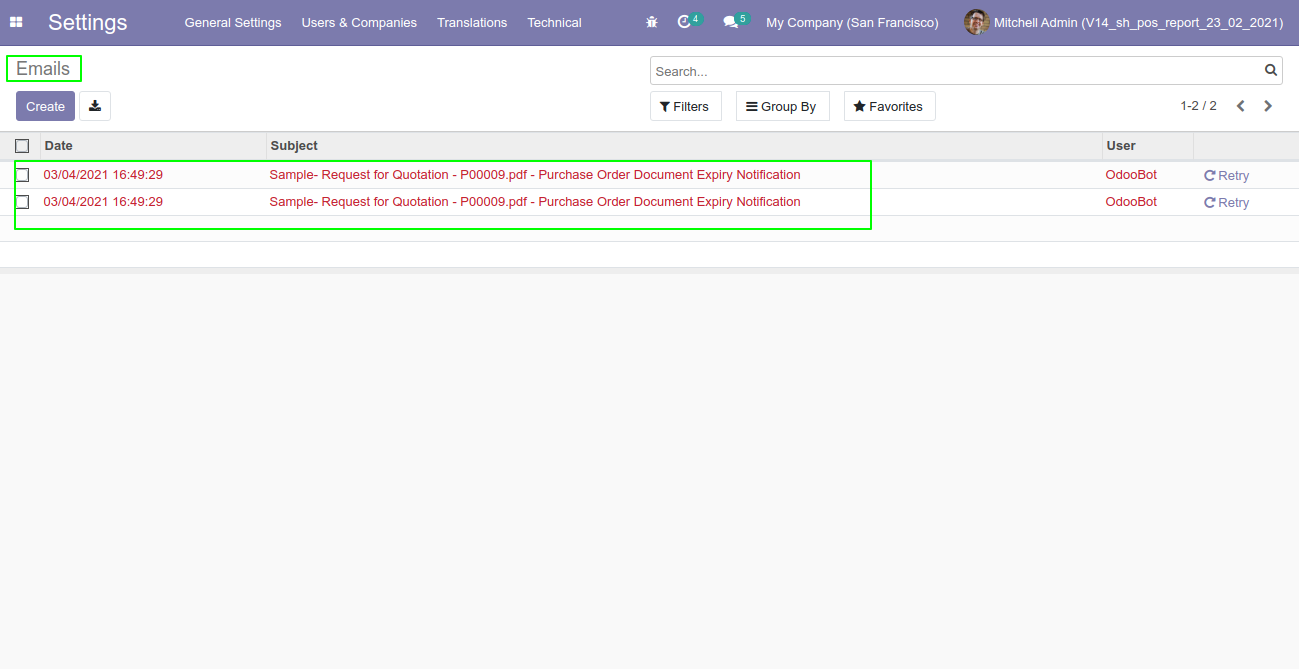 Settings General Settings Users & Companies Translations Technical 4 5 My Company (San Francisco) Mitchell Admin (V14_sh_pos_report_23_02_2021)
Emails
Search...
Create Filters Group By Favorites 1-2 / 2
Date Subject User
03/04/2021 16:49:29 Sample- Request for Quotation - P00009.pdf - Purchase Order Document Expiry Notification OdooBot Retry
03/04/2021 16:49:29 Sample- Request for Quotation - P00009.pdf - Purchase Order Document Expiry Notification OdooBot Retry